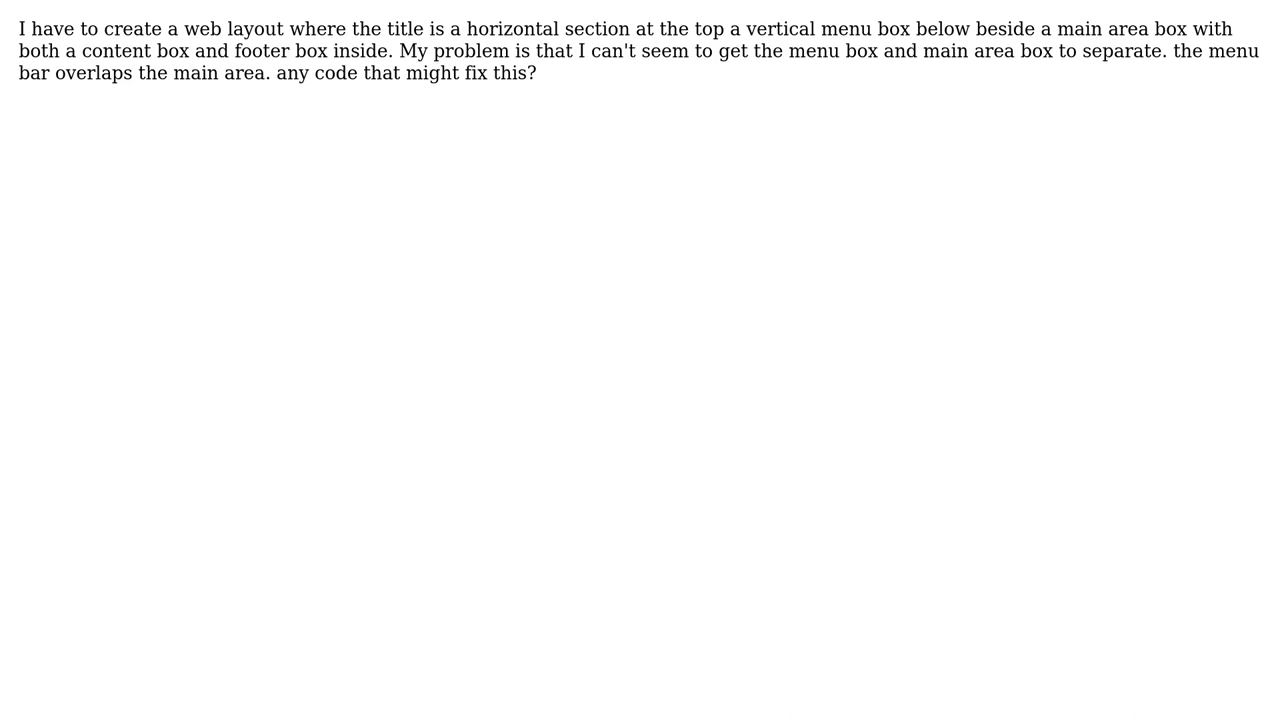 I have to create a web layout where the title is a horizontal section at the top a vertical menu box below beside a main area box with
both a content box and footer box inside. My problem is that I can't seem to get the menu box and main area box to separate. the menu
bar overlaps the main area. any code that might fix this?